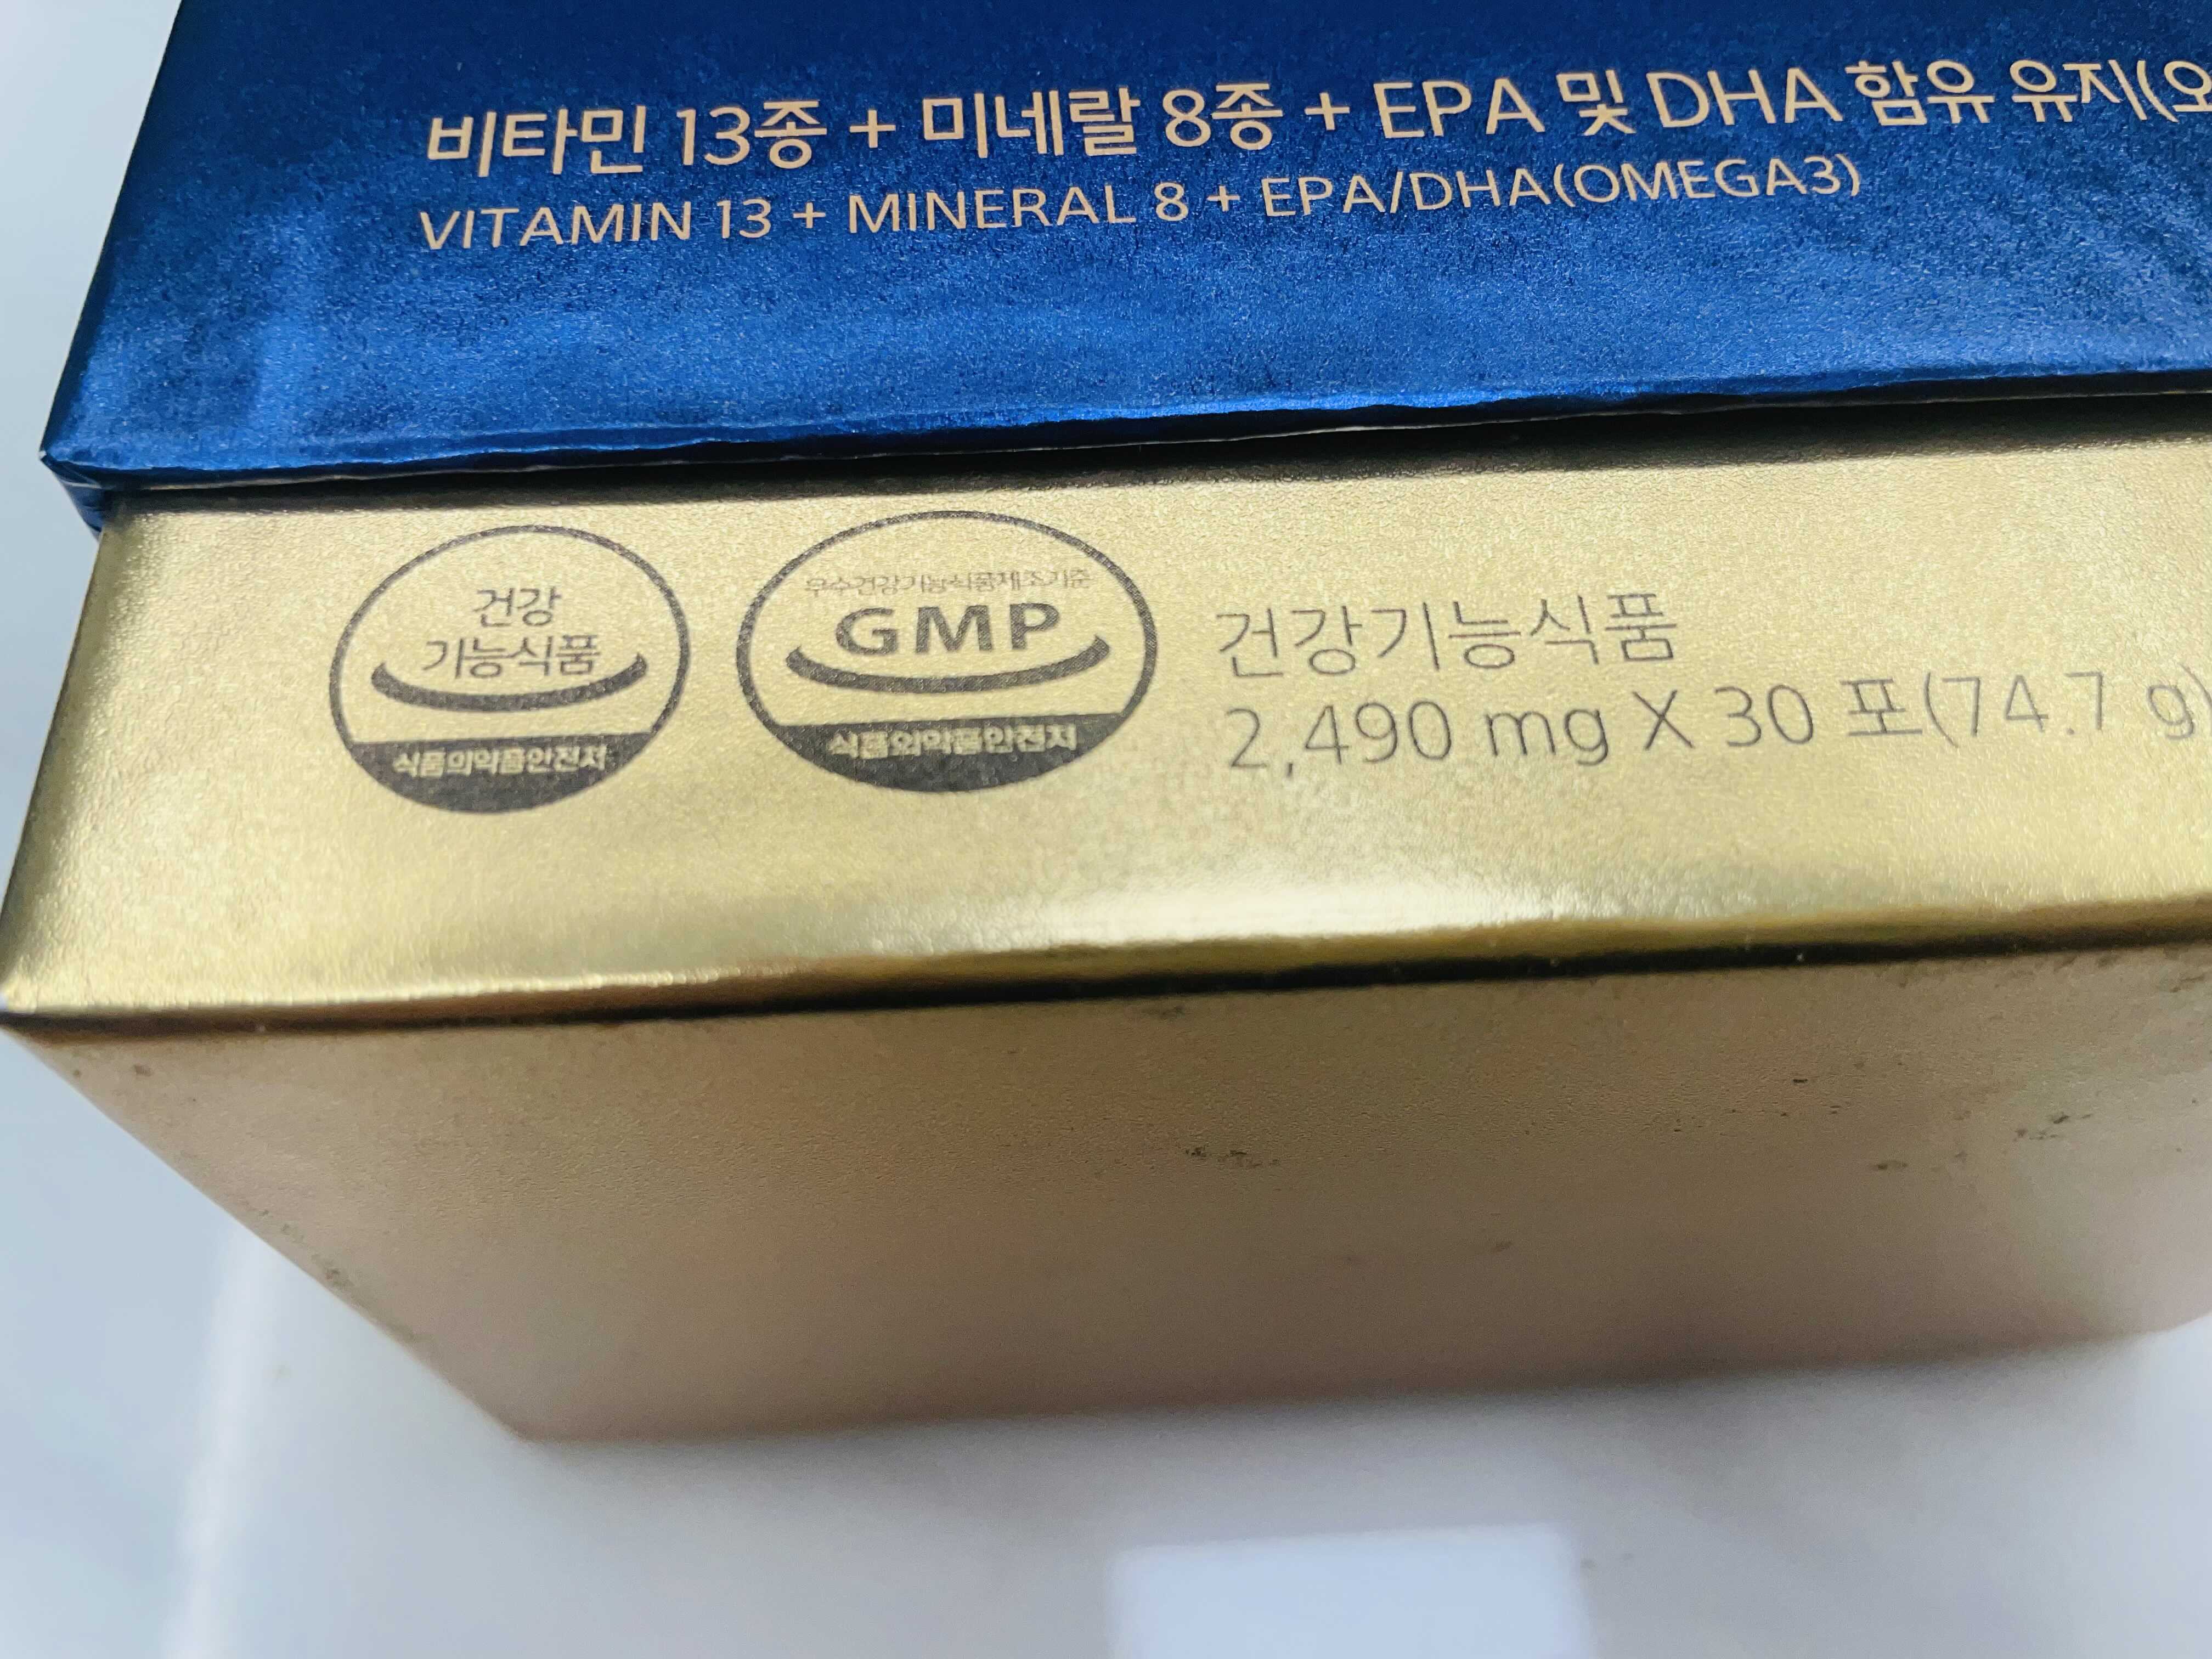 비타민 13종 + 미네랄 8종 + EPA 및 DHA 함유 유지(오
VITAMIN 13 + MINERAL 8 + EPA/DHA(OMEGA3)
건강
기능식품
식품의약품안전처
우수건강기능식품제조기준
GMP
식품의약품안전처
건강기능식품
2,490 mg X 30 포(74.7 g)